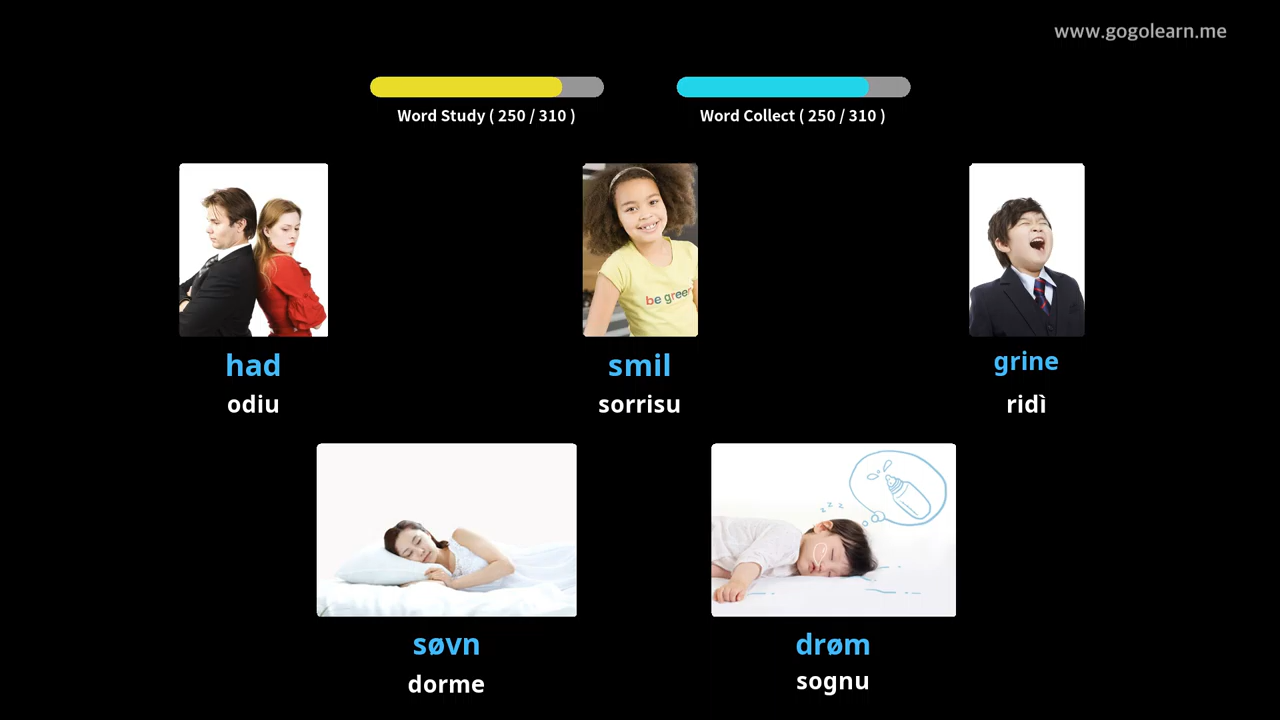 www.gogolearn.me
Word Study ( 250 / 310 )
Word Collect ( 250 / 310 )
be green
had
smil
grine
odiu
sorrisu
ridì
z z z
søvn
drøm
dorme
sognu